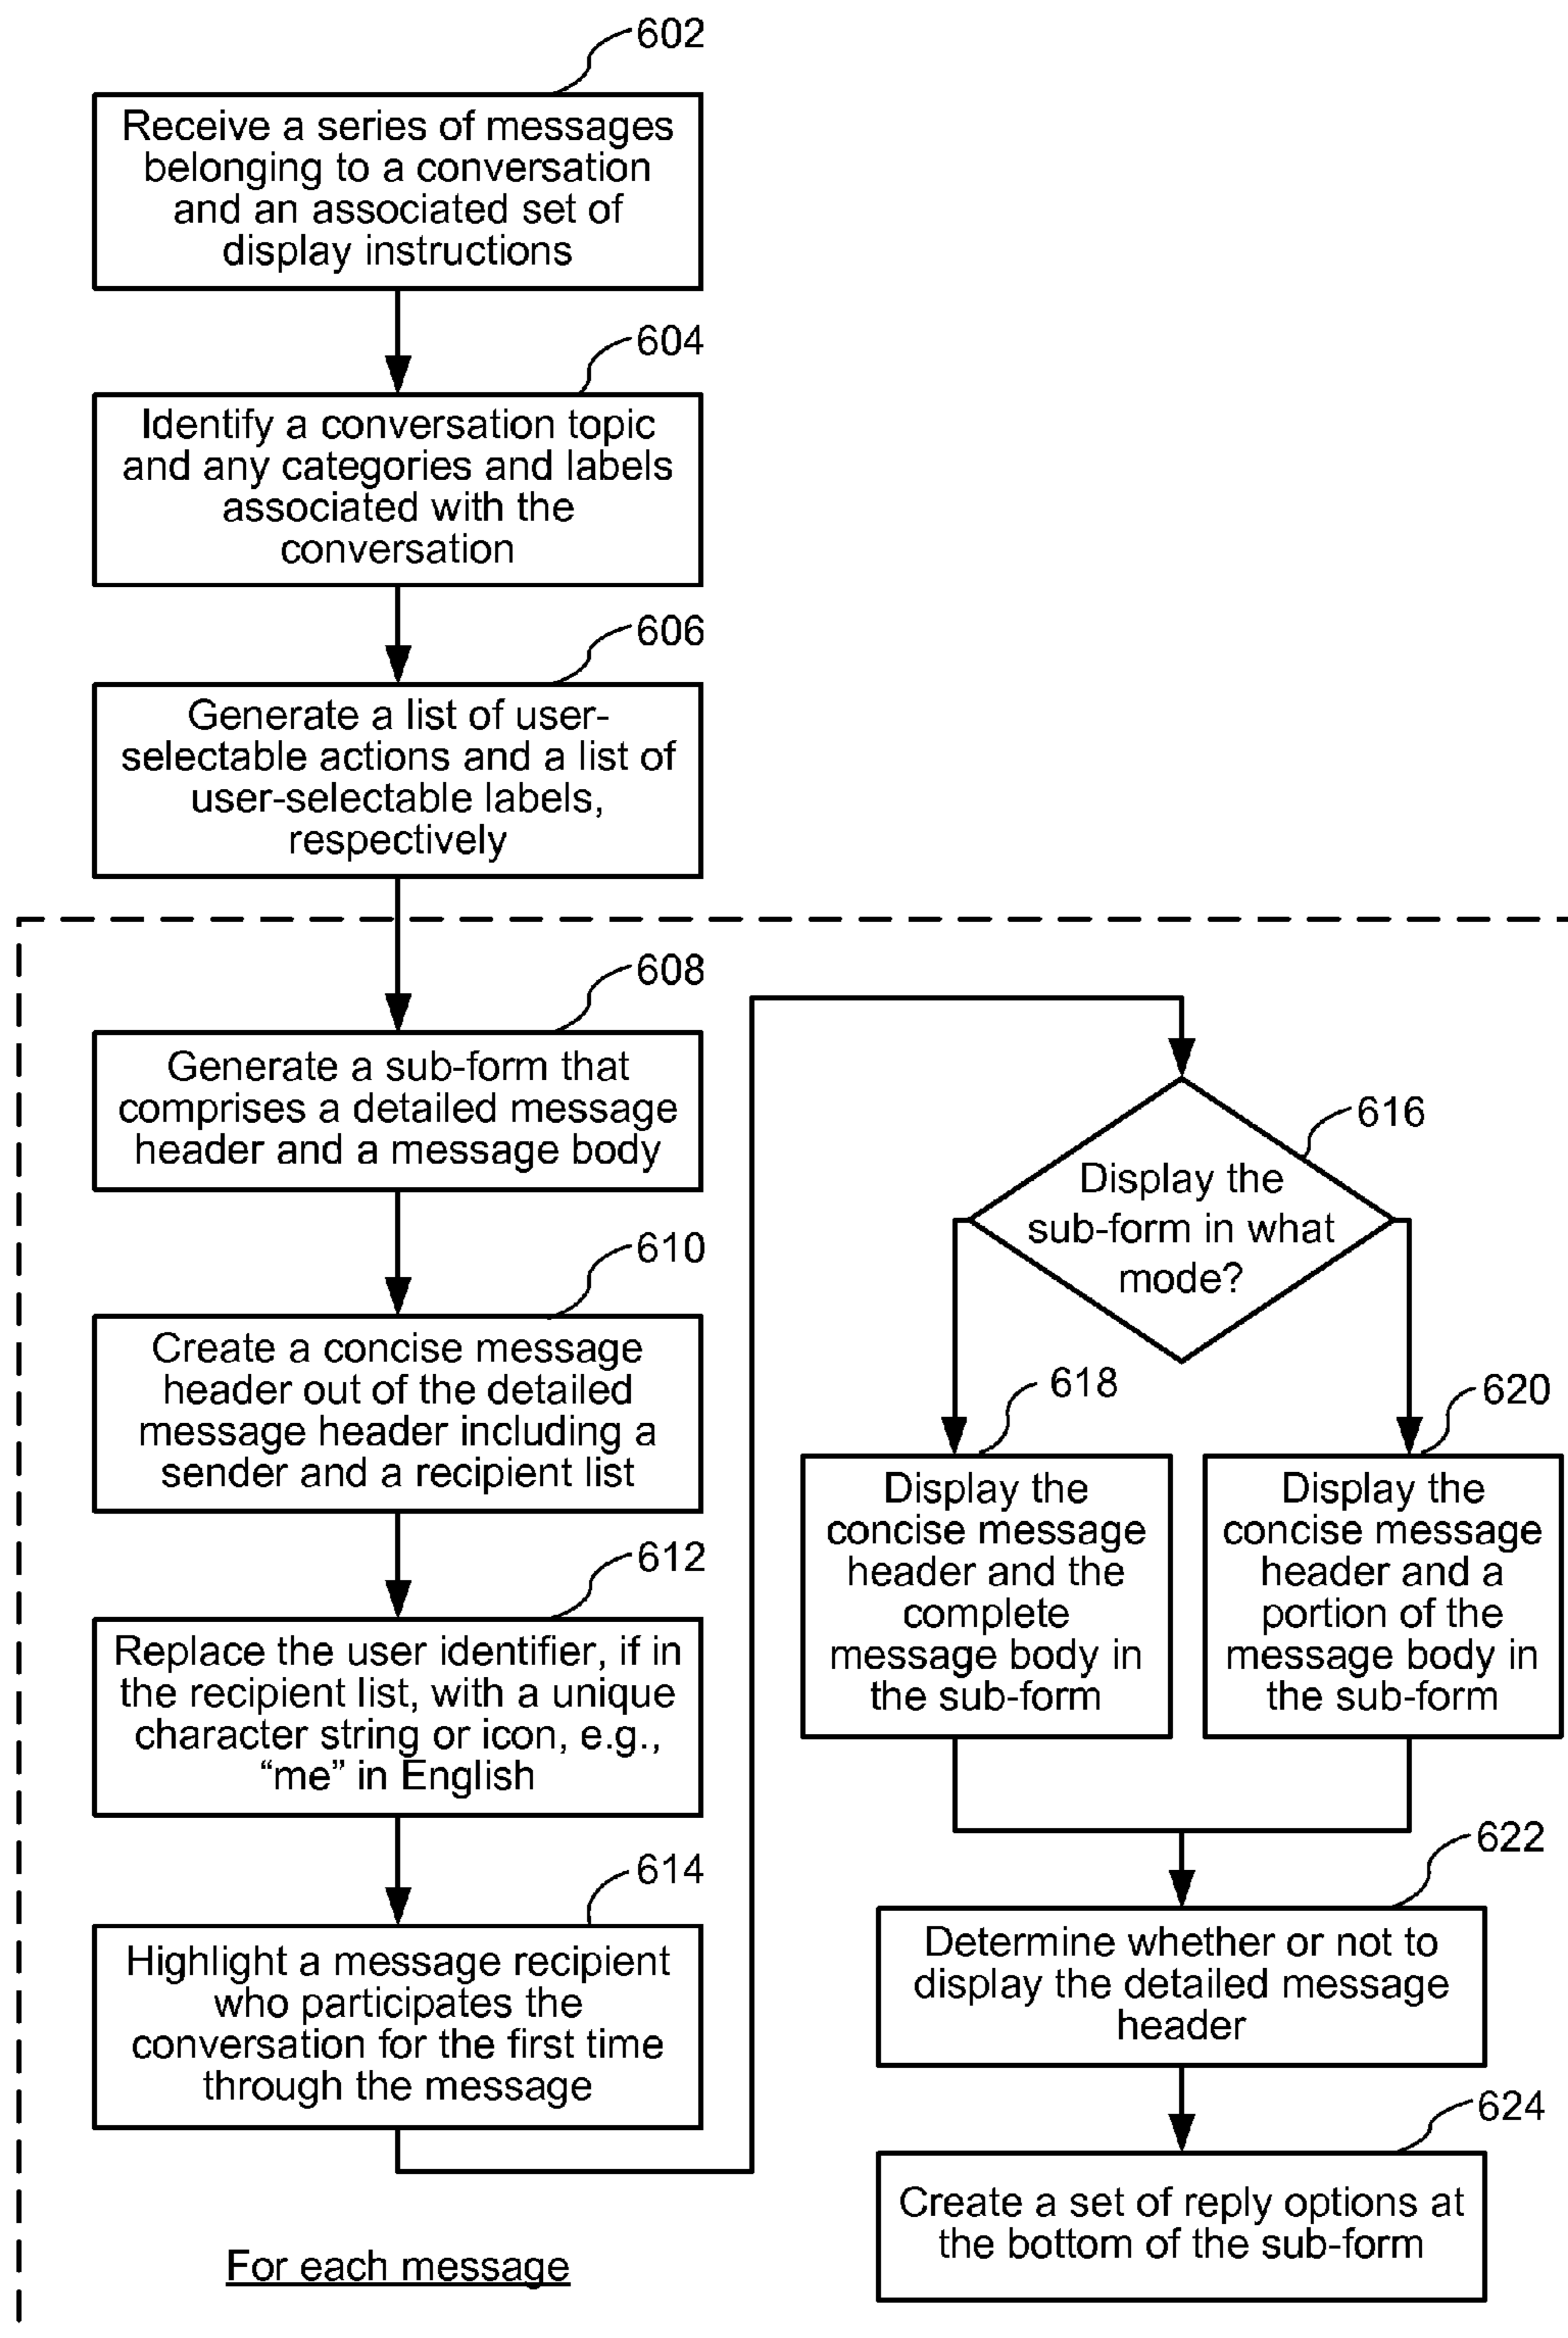 602
Receive a series of messages
belonging to a conversation
and an associated set of
display instructions
604
Identify a conversation topic
and any categories and labels
associated with the
conversation
606
Generate a list of user-
selectable actions and a list of
user-selectable labels,
respectively
608
Generate a sub-form that
comprises a detailed message
header and a message body
610
Create a concise message
header out of the detailed
message header including a
sender and a recipient list
612
Replace the user identifier, if in
the recipient list, with a unique
character string or icon, e.g.,
“me” in English
614
Highlight a message recipient
who participates the
conversation for the first time
through the message
For each message
616
Display the
sub-form in what
mode?
618
Display the
concise message
header and the
complete
message body in
the sub-form
620
Display the
concise message
header and a
portion of the
message body in
the sub-form
622
Determine whether or not to
display the detailed message
header
624
Create a set of reply options at
the bottom of the sub-form